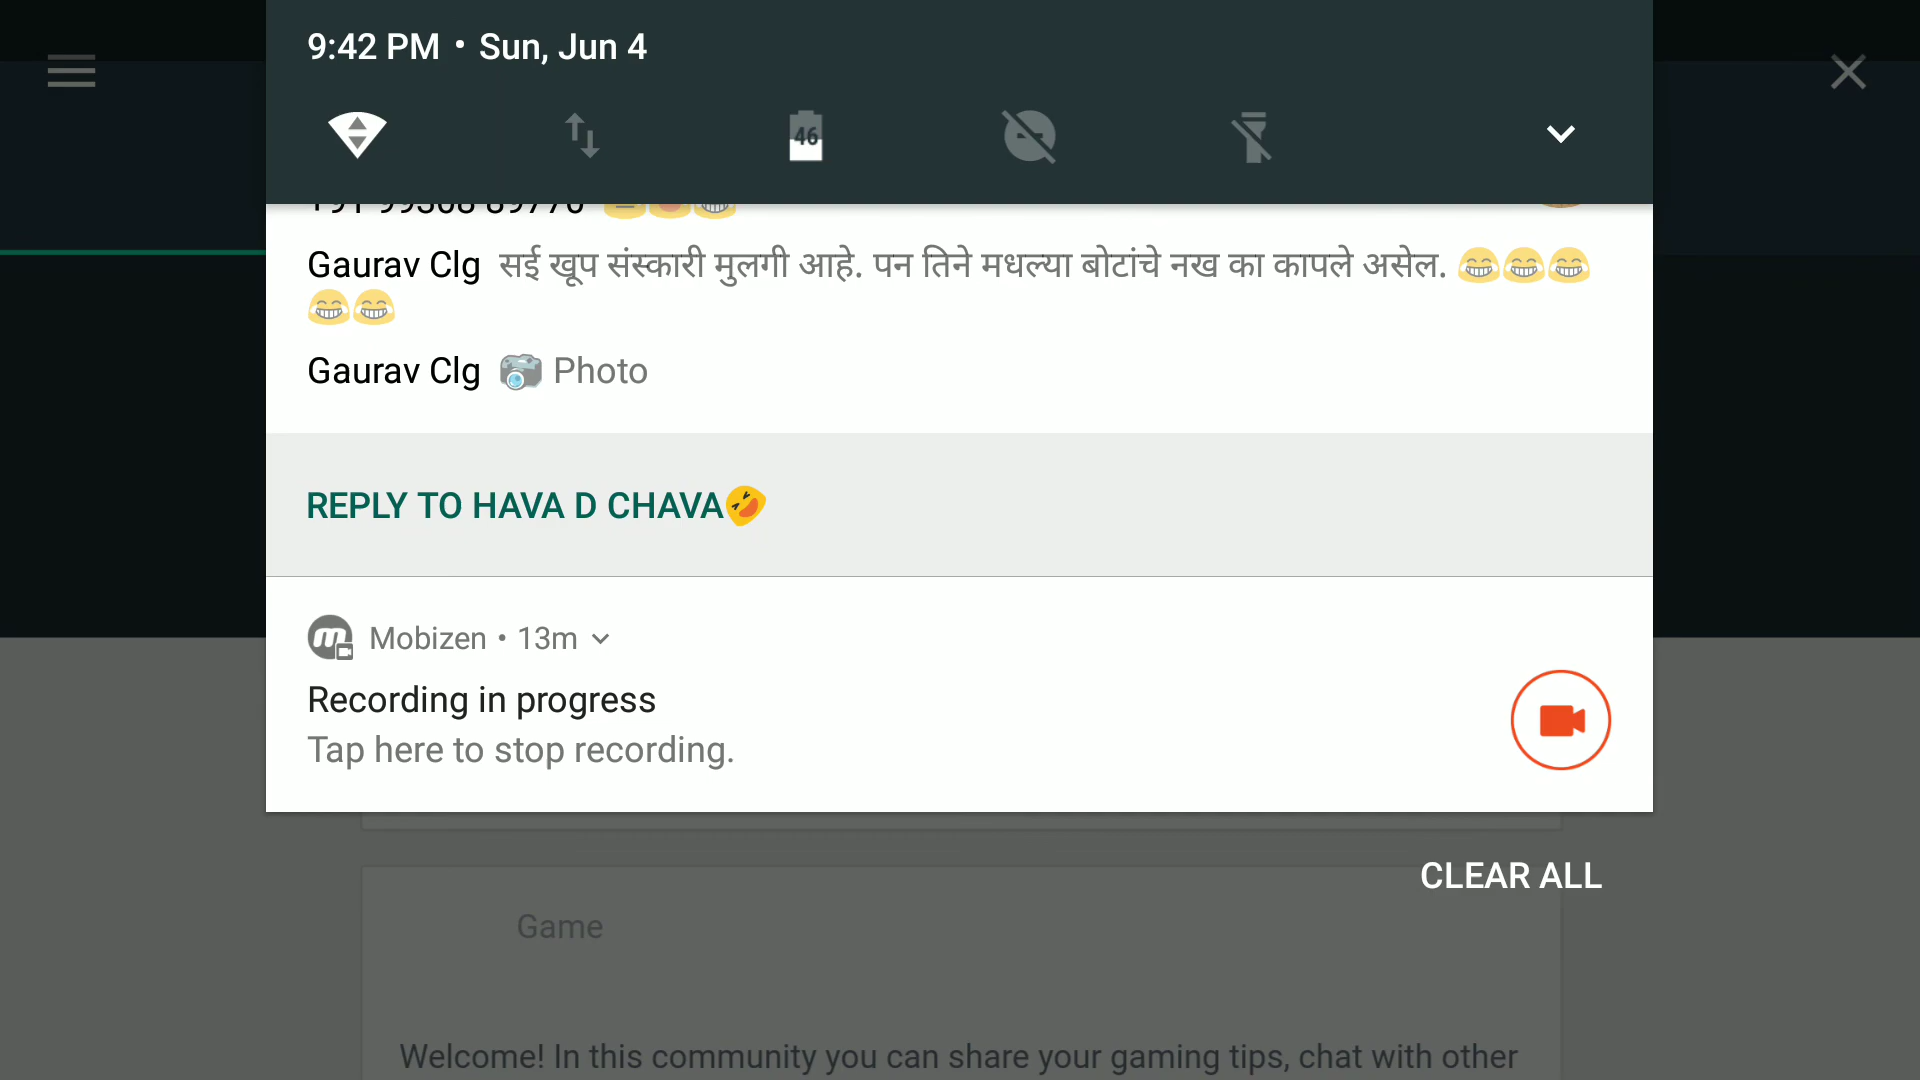 9:42 PM • Sun, Jun 4
46
Gaurav Clg सई खूप संस्कारी मुलगी आहे. पन तिने मधल्या बोटांचे नख का कापले असेल. 😂😂😂
😂😂
Gaurav Clg 📷 Photo
REPLY TO HAVA D CHAVA🤣
Mobizen • 13m
Recording in progress
Tap here to stop recording.
CLEAR ALL
Game
Welcome! In this community you can share your gaming tips, chat with other